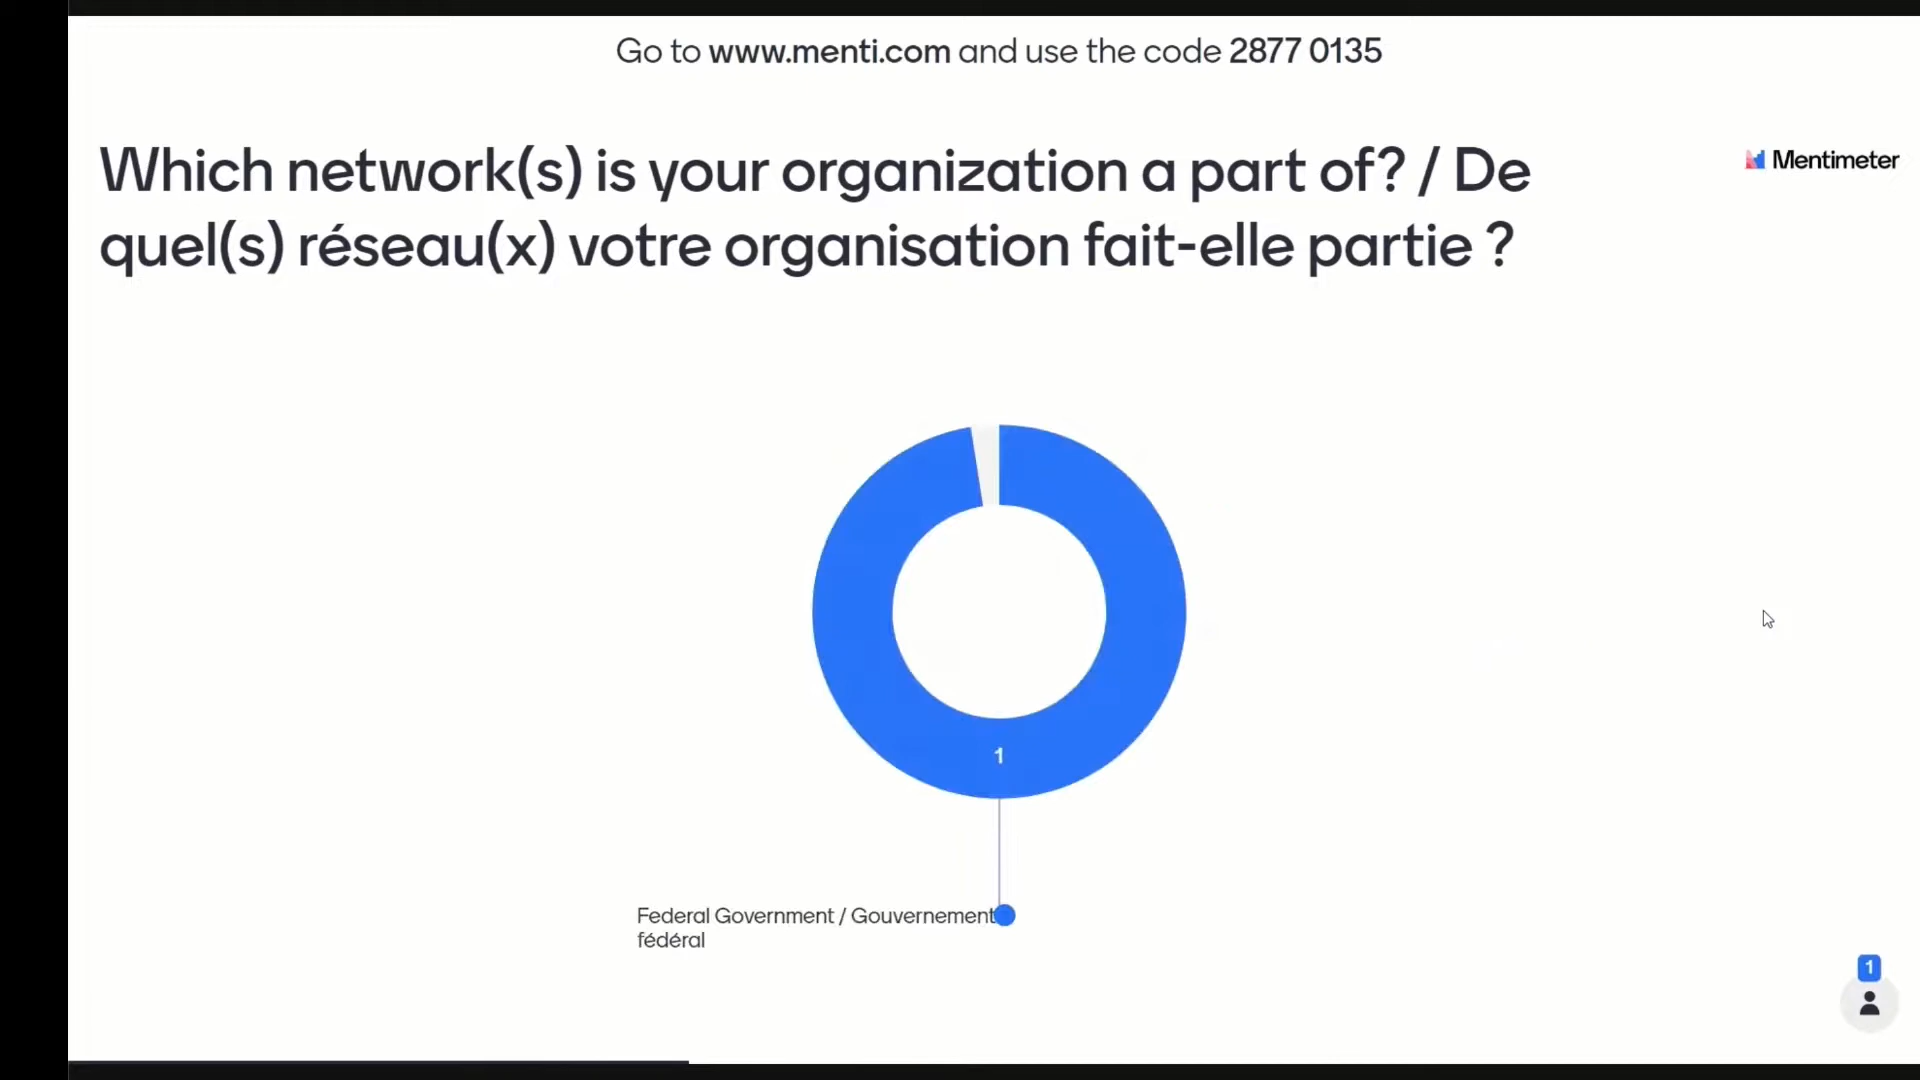 Go to www.menti.com and use the code 2877 0135
Which network(s) is your organization a part of? / De
quel(s) réseau(x) votre organisation fait-elle partie ?
Mentimeter
1
Federal Government / Gouvernement
fédéral
1